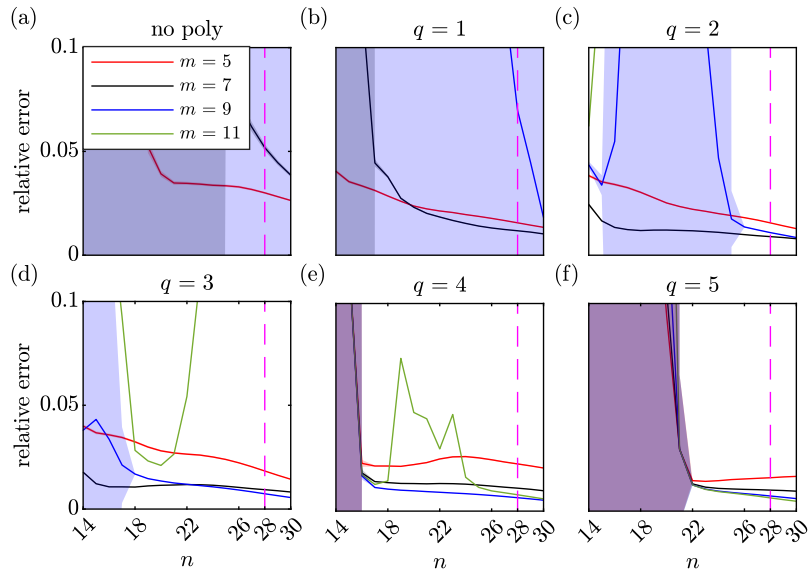 (a) no poly (b) q = 1 (c) q = 2
0.1
m = 5
m = 7
m = 9
m = 11
0.05
relative error
0
(d) q = 3 (e) q = 4 (f) q = 5
0.1
0.05
relative error
0
14 18 22 26 28 30 14 18 22 26 28 30 14 18 22 26 28 30
n n n